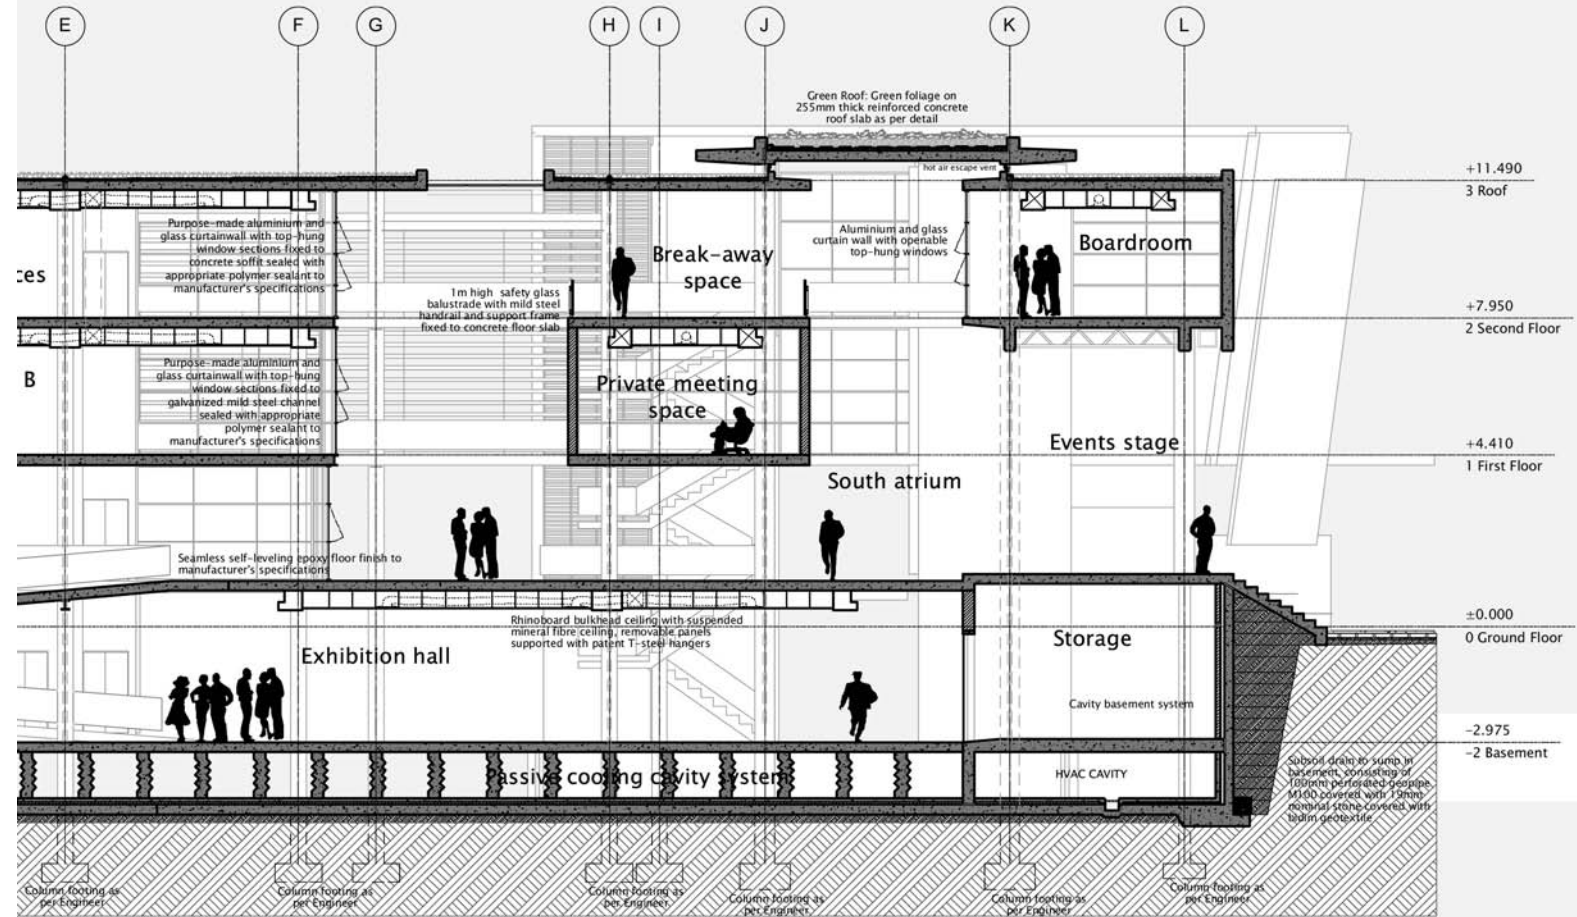 E
F
G
H
I
J
K
L
Green Roof: Green foliage on
255mm thick reinforced concrete
roof slab as per detail
hot air escape vent
+11.490
3 Roof
Purpose-made aluminium and
glass curtainwall with top-hung
window sections fixed to
concrete soffit sealed with
appropriate polymer sealant to
manufacturer's specifications
ces
Break-away
space
Aluminium and glass
curtain wall with openable
top-hung windows
Boardroom
1m high safety glass
balustrade with mild steel
handrail and support frame
fixed to concrete floor slab
+7.950
2 Second Floor
Purpose-made aluminium and
glass curtainwall with top-hung
window sections fixed to
galvanized mild steel channel
sealed with appropriate
polymer sealant to
manufacturer's specifications
B
Private meeting
space
Events stage
+4.410
1 First Floor
South atrium
Seamless self-leveling epoxy floor finish to
manufacturer's specifications
Rhinoboard bulkhead ceiling with suspended
mineral fibre ceiling, removable panels
supported with patent T-steel hangers
±0.000
0 Ground Floor
Exhibition hall
Storage
Cavity basement system
-2.975
-2 Basement
Passive cooling cavity system
HVAC CAVITY
Subsoil drain to sump in
basement, consisting of
100mm perforated geopipe
M100 covered with 19mm
nominal stone covered with
bidim geotextile
Column footing as
per Engineer
Column footing as
per Engineer
Column footing as
per Engineer
Column footing as
per Engineer
Column footing as
per Engineer
Column footing as
per Engineer